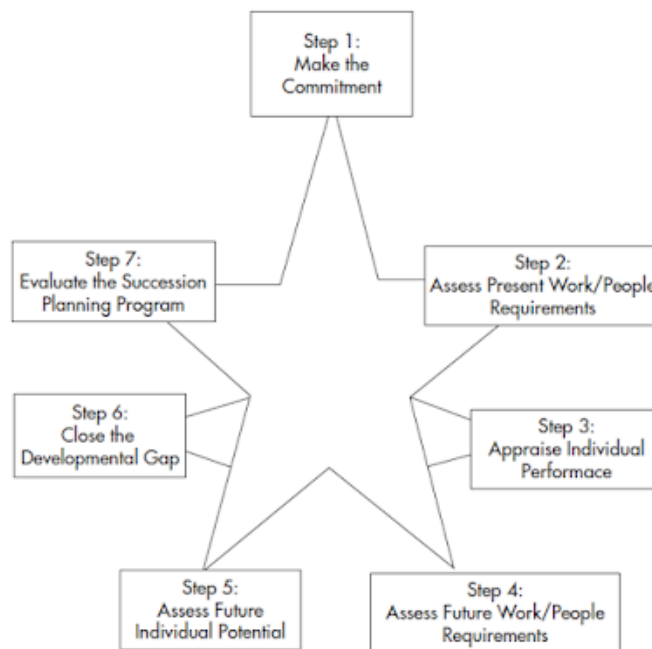 Step 1:
Make the
Commitment
Step 7:
Evaluate the Succession
Planning Program
Step 2:
Assess Present Work/People
Requirements
Step 6:
Close the
Developmental Gap
Step 3:
Appraise Individual
Performace
Step 5:
Assess Future
Individual Potential
Step 4:
Assess Future Work/People
Requirements